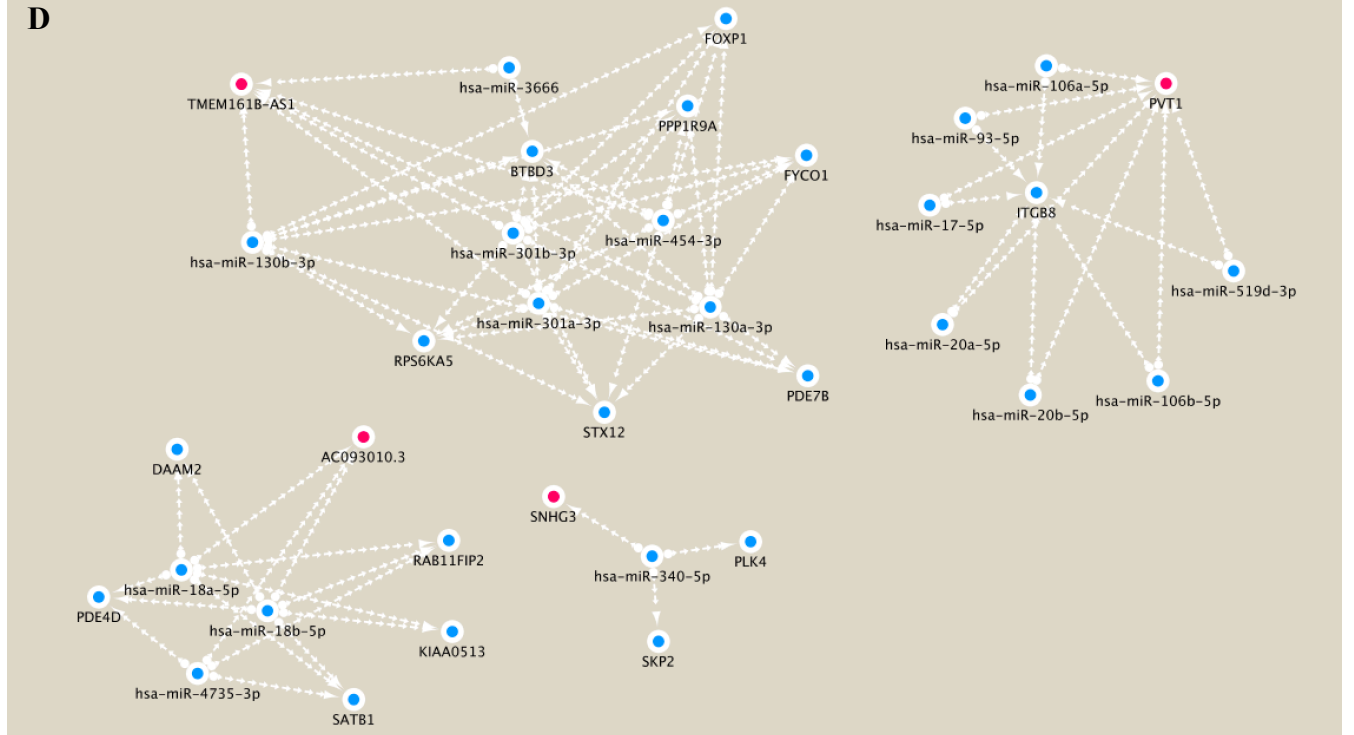 D
FOXP1
hsa-miR-3666
TMEM161B-AS1
PPP1R9A
BTBD3
FYCO1
hsa-miR-454-3p
hsa-miR-301b-3p
hsa-miR-130b-3p
hsa-miR-301a-3p
hsa-miR-130a-3p
RPS6KA5
PDE7B
STX12
hsa-miR-106a-5p
PVT1
hsa-miR-93-5p
ITGB8
hsa-miR-17-5p
hsa-miR-519d-3p
hsa-miR-20a-5p
hsa-miR-106b-5p
hsa-miR-20b-5p
AC093010.3
DAAM2
RAB11FIP2
hsa-miR-18a-5p
PDE4D
hsa-miR-18b-5p
KIAA0513
hsa-miR-4735-3p
SATB1
SNHG3
PLK4
hsa-miR-340-5p
SKP2